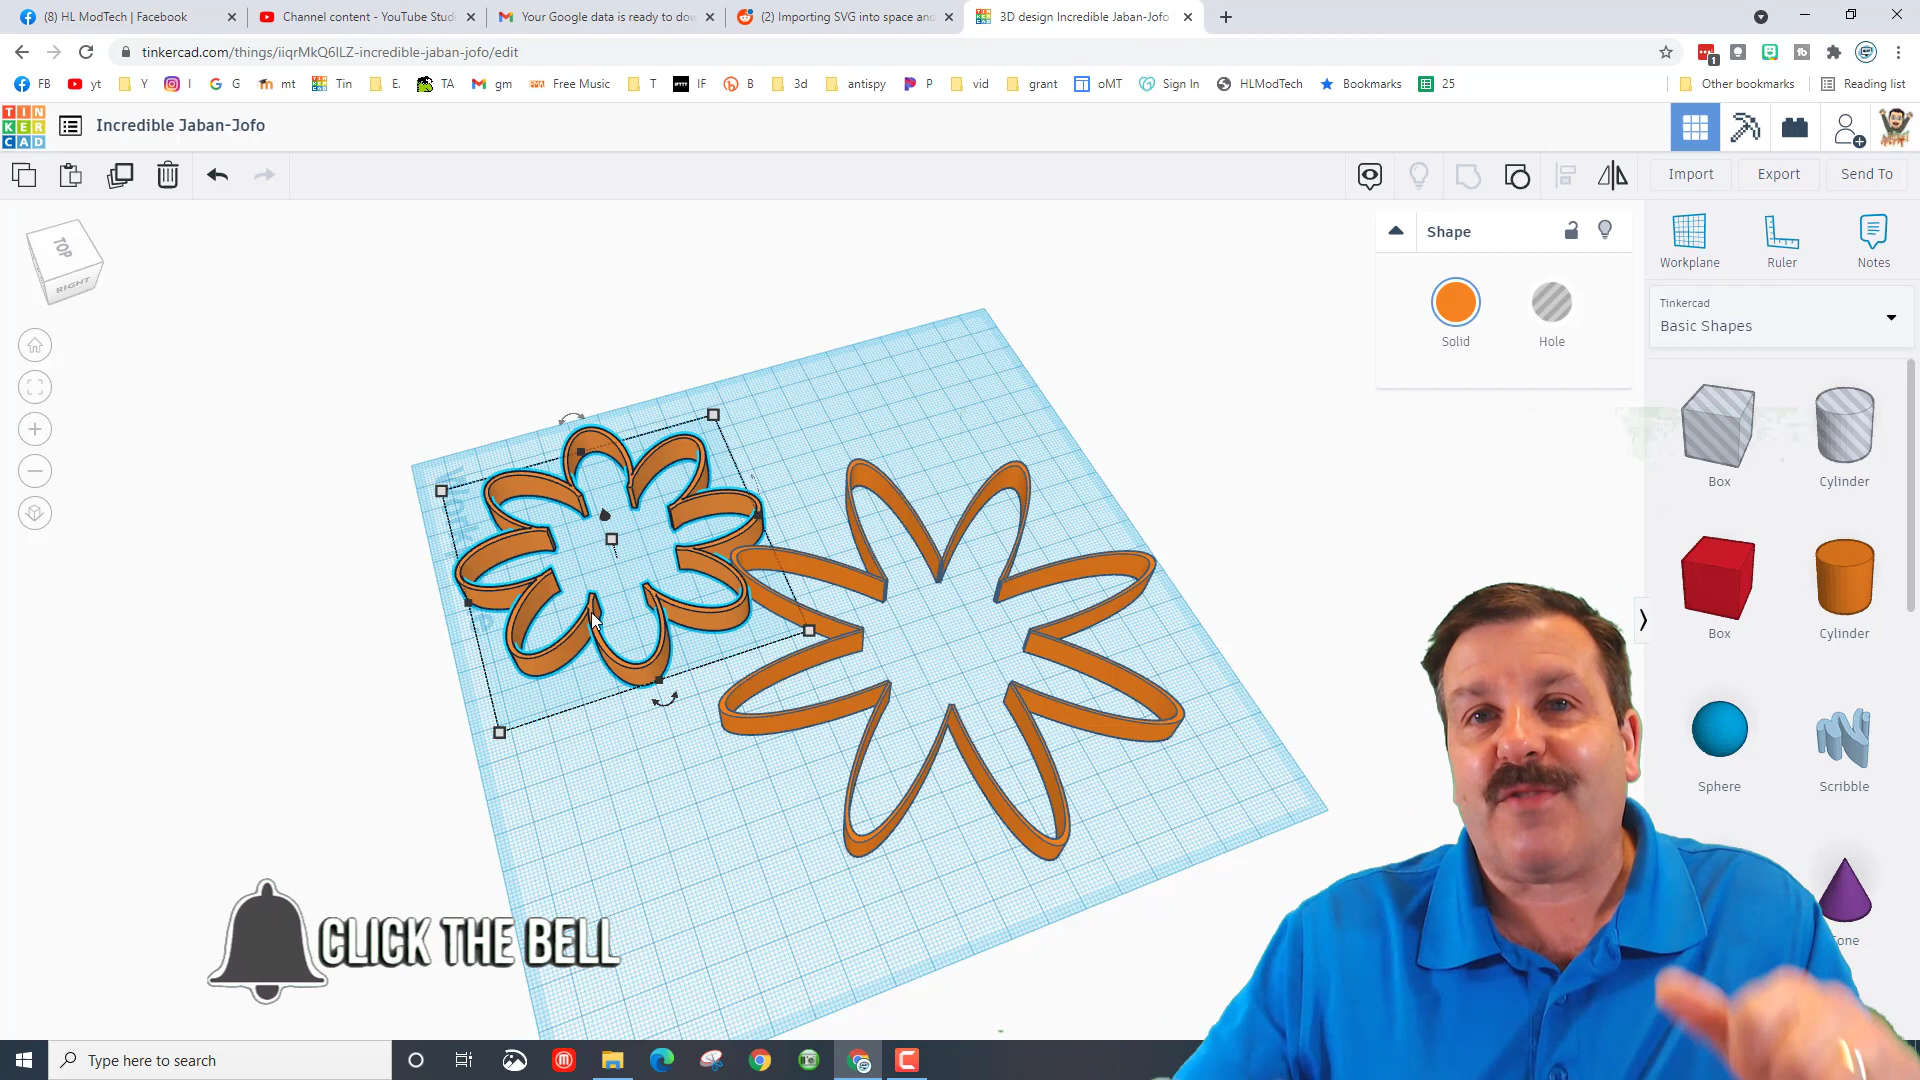 (8) HL ModTech | Facebook
Channel content - YouTube Studi
Your Google data is ready to dow
(2) Importing SVG into space and
3D design Incredible Jaban-Jofo
tinkercad.com/things/iiqrMkQ6lLZ-incredible-jaban-jofo/edit
FB yt Y I G mt Tin E. TA gm Free Music T IF B 3d antispy P vid grant oMT Sign In HLModTech Bookmarks 25 Other bookmarks Reading list
TIN
KER
CAD
Incredible Jaban-Jofo
Import Export Send To
TOP
RIGHT
Shape
Solid Hole
Workplane Ruler Notes
Tinkercad
Basic Shapes
Box Cylinder
Box Cylinder
Sphere Scribble
CLICK THE BELL
Type here to search